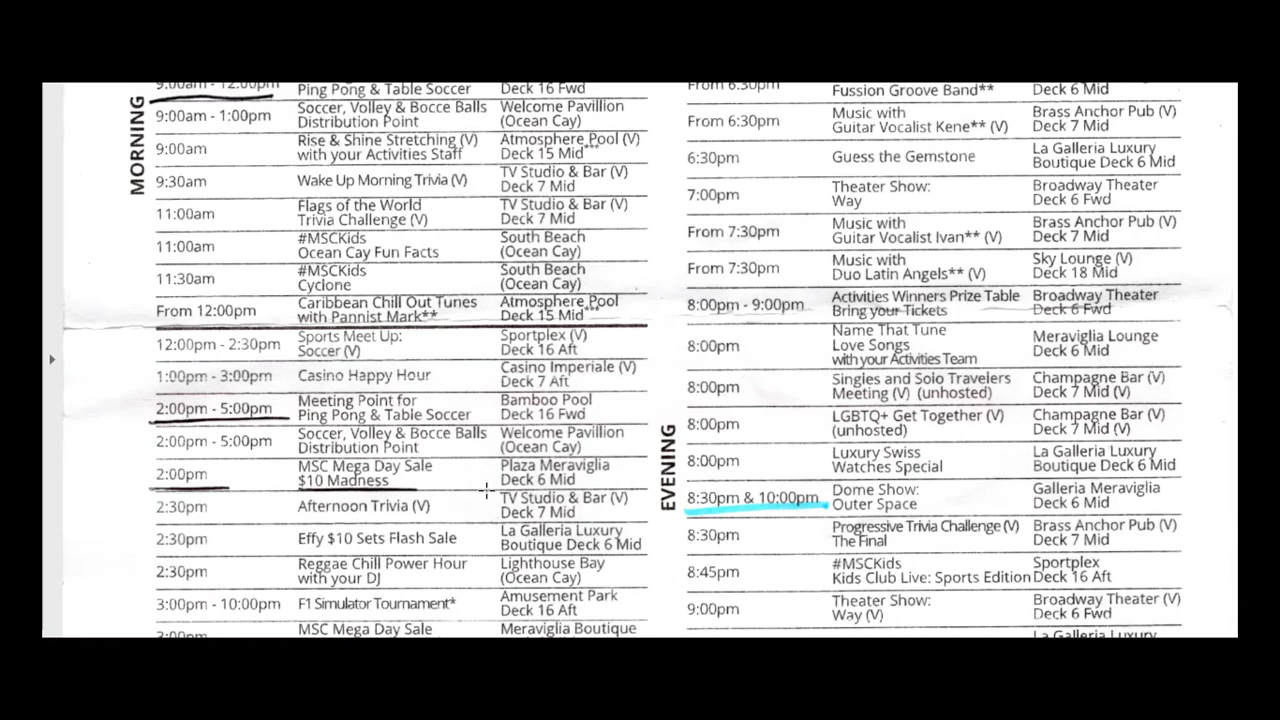 MORNING
9:00am - 12:00pm
Ping Pong & Table Soccer Deck 16 Fwd
9:00am - 1:00pm Soccer, Volley & Bocce Balls Welcome Pavillion
Distribution Point (Ocean Cay)
9:00am Rise & Shine Stretching (V) Atmosphere Pool (V)
with your Activities Staff Deck 15 Mid***
9:30am Wake Up Morning Trivia (V) TV Studio & Bar (V)
Deck 7 Mid
11:00am Flags of the World TV Studio & Bar (V)
Trivia Challenge (V) Deck 7 Mid
11:00am #MSCKids South Beach
Ocean Cay Fun Facts (Ocean Cay)
11:30am #MSCKids South Beach
Cyclone (Ocean Cay)
From 12:00pm Caribbean Chill Out Tunes Atmosphere Pool
with Pannist Mark** Deck 15 Mid***
12:00pm - 2:30pm Sports Meet Up: Sportplex (V)
Soccer (V) Deck 16 Aft
1:00pm - 3:00pm Casino Happy Hour Casino Imperiale (V)
Deck 7 Aft
2:00pm - 5:00pm Meeting Point for Bamboo Pool
Ping Pong & Table Soccer Deck 16 Fwd
2:00pm - 5:00pm Soccer, Volley & Bocce Balls Welcome Pavillion
Distribution Point (Ocean Cay)
2:00pm MSC Mega Day Sale Plaza Meraviglia
$10 Madness Deck 6 Mid
2:30pm Afternoon Trivia (V) TV Studio & Bar (V)
Deck 7 Mid
2:30pm Effy $10 Sets Flash Sale La Galleria Luxury
Boutique Deck 6 Mid
2:30pm Reggae Chill Power Hour Lighthouse Bay
with your DJ (Ocean Cay)
3:00pm - 10:00pm F1 Simulator Tournament* Amusement Park
Deck 16 Aft
3:00pm MSC Mega Day Sale Meraviglia Boutique
EVENING
From 6:30pm Fussion Groove Band** Deck 6 Mid
From 6:30pm Music with Brass Anchor Pub (V)
Guitar Vocalist Kene** (V) Deck 7 Mid
6:30pm Guess the Gemstone La Galleria Luxury
Boutique Deck 6 Mid
7:00pm Theater Show: Broadway Theater
Way Deck 6 Fwd
From 7:30pm Music with Brass Anchor Pub (V)
Guitar Vocalist Ivan** (V) Deck 7 Mid
From 7:30pm Music with Sky Lounge (V)
Duo Latin Angels** (V) Deck 18 Mid
8:00pm - 9:00pm Activities Winners Prize Table Broadway Theater
Bring your Tickets Deck 6 Fwd
8:00pm Name That Tune Meraviglia Lounge
Love Songs Deck 6 Mid
with your Activities Team
8:00pm Singles and Solo Travelers Champagne Bar (V)
Meeting (V) (unhosted) Deck 7 Mid (V)
8:00pm LGBTQ+ Get Together (V) Champagne Bar (V)
(unhosted) Deck 7 Mid (V)
8:00pm Luxury Swiss La Galleria Luxury
Watches Special Boutique Deck 6 Mid
8:30pm & 10:00pm Dome Show: Galleria Meraviglia
Outer Space Deck 6 Mid
8:30pm Progressive Trivia Challenge (V) Brass Anchor Pub (V)
The Final Deck 7 Mid
8:45pm #MSCKids Sportplex
Kids Club Live: Sports Edition Deck 16 Aft
9:00pm Theater Show: Broadway Theater (V)
Way (V) Deck 6 Fwd
La Galleria Luxury